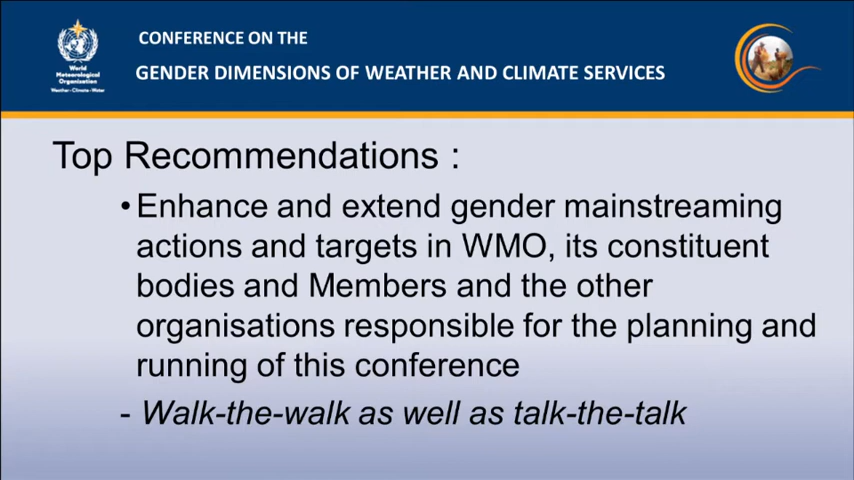 CONFERENCE ON THE
GENDER DIMENSIONS OF WEATHER AND CLIMATE SERVICES
World
Meteorological
Organization
Weather • Climate • Water
Top Recommendations :
•Enhance and extend gender mainstreaming
actions and targets in WMO, its constituent
bodies and Members and the other
organisations responsible for the planning and
running of this conference
- Walk-the-walk as well as talk-the-talk